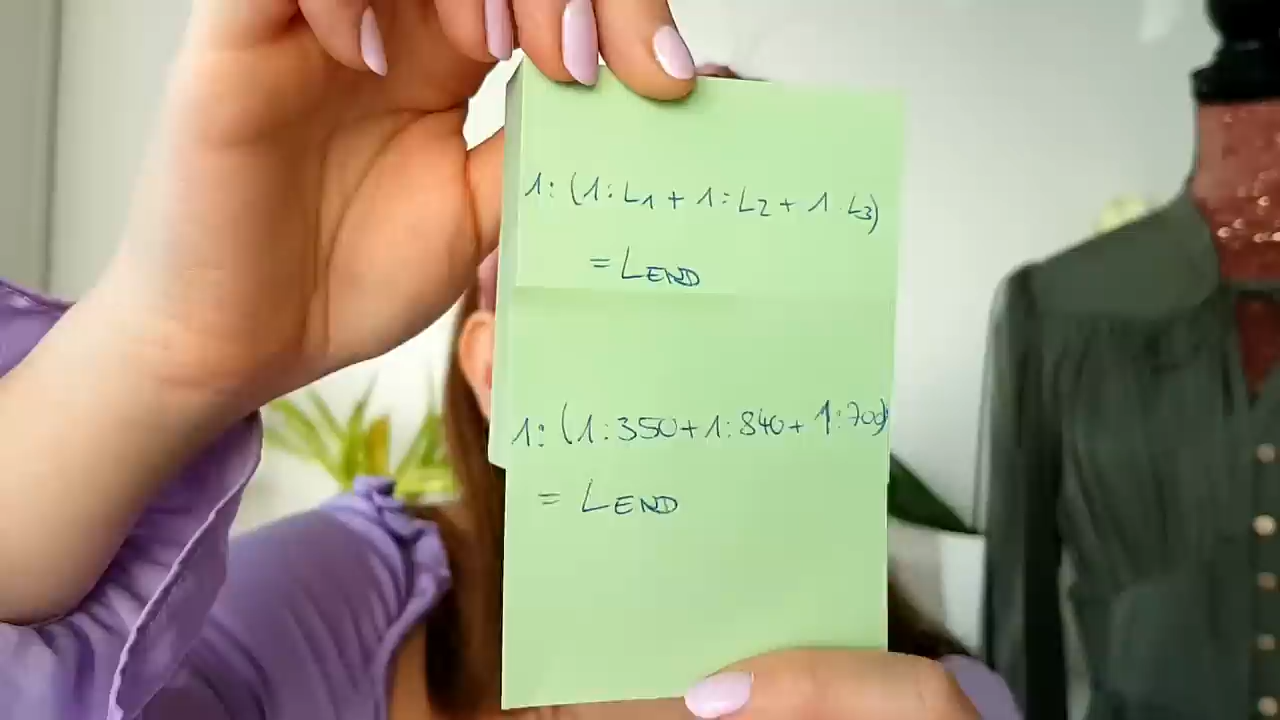 1: (1:L1 + 1:L2 + 1:L3)
= LEND
1: (1:350+1:840+1:700)
= LEND